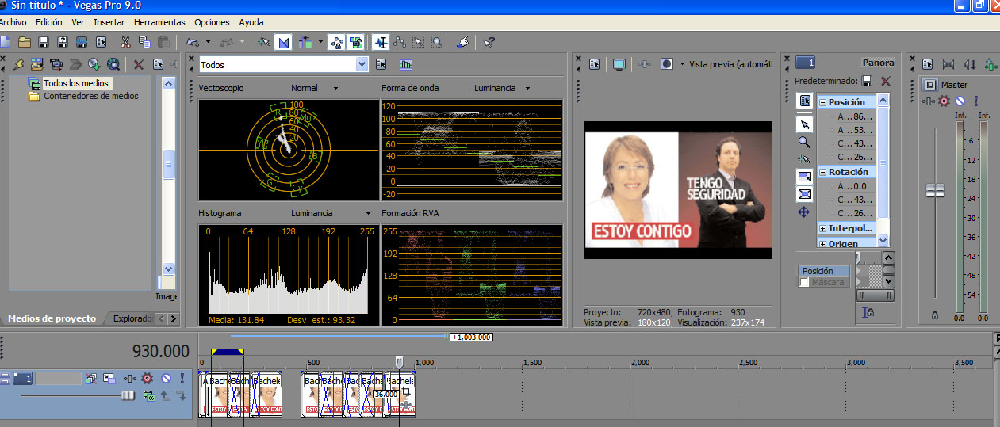 Sin título * - Vegas Pro 9.0
Archivo Edición Ver Insertar Herramientas Opciones Ayuda
Todos los medios
Contenedores de medios
Image
Medios de proyecto Explorador
Todos
Vectoscopio Normal
Forma de onda Luminancia
100
80
60
40
20
R Mg B Cy G Yl
120
100
80
60
40
20
0
-20
Histograma Luminancia
Formación RVA
0 64 128 192 255
Media: 131.84 Desv. est.: 93.32
255
192
128
64
0
Vista previa (automáti
TENGO
SEGURIDAD
ESTOY CONTIGO
Proyecto: 720x480 Fotograma: 930
Vista previa: 180x120 Visualización: 237x174
1 Panora
Predeterminado:
Posición
A... 86...
A... 53...
C... 43...
C... 26...
Rotación
Á... 0.0
C... 43...
C... 26...
Interpol...
Origen
Posición
Máscara
Master
-Inf. -Inf.
6
12
18
24
30
36
42
48
54
0.0 0.0
+1,003.000
930.000
0 500 1,000 1,500 2,000 2,500 3,000 3,500
1
A Bach Bache Bachele Bach Bache Bach Bache Bachele
36.000